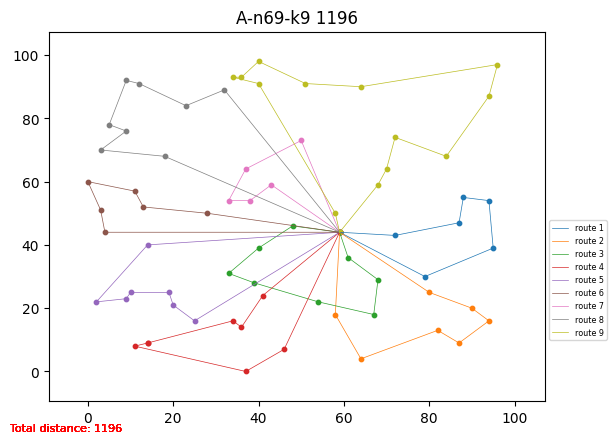 A-n69-k9 1196
100
80
60
40
20
0
0 20 40 60 80 100
route 1
route 2
route 3
route 4
route 5
route 6
route 7
route 8
route 9
Total distance: 1196